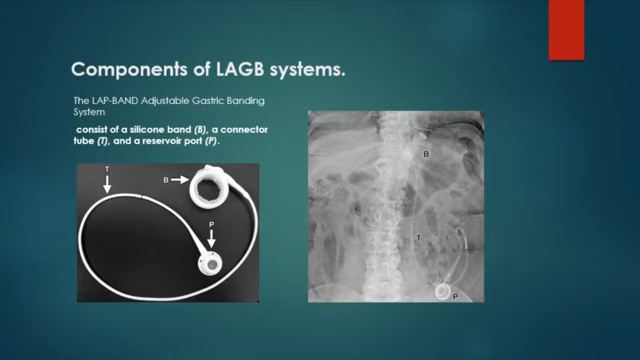 Components of LAGB systems.
The LAP-BAND Adjustable Gastric Banding
System
consist of a silicone band (B), a connector
tube (T), and a reservoir port (P).
T
B
P
B
T
P